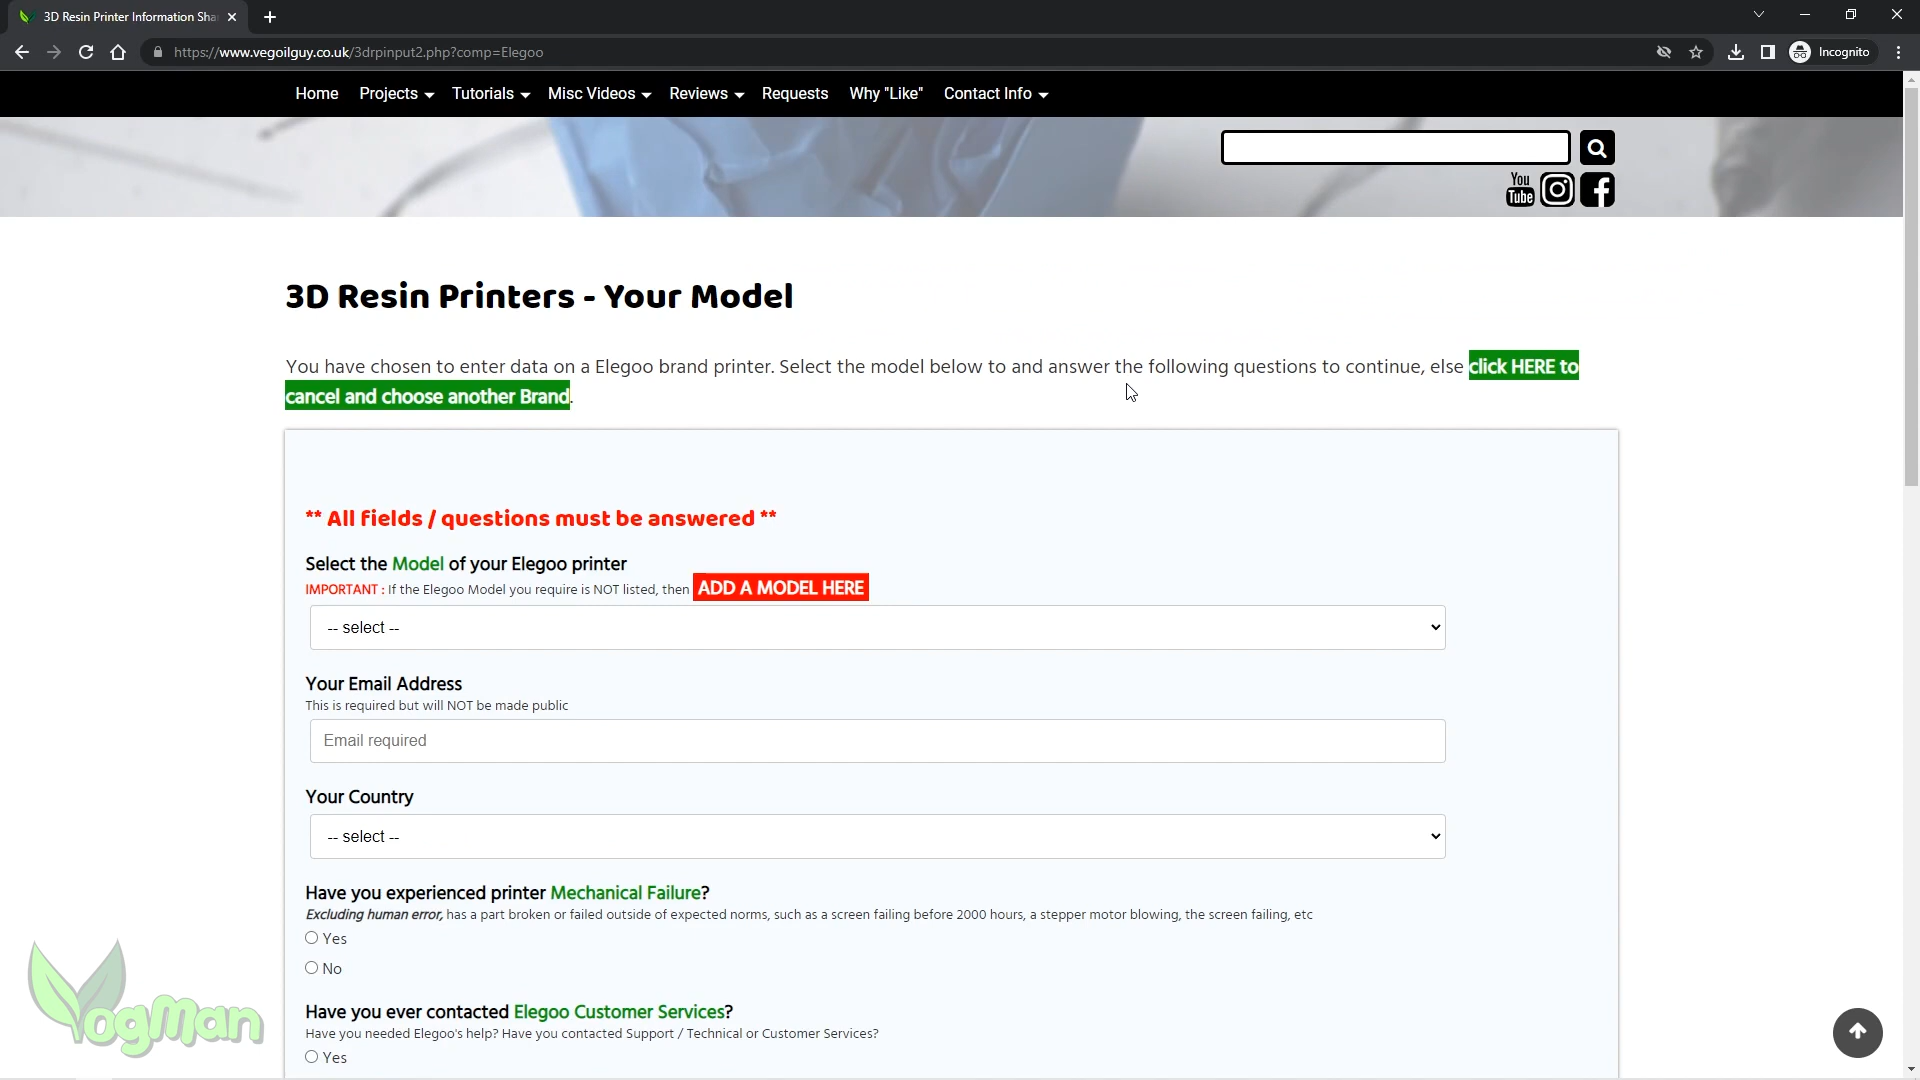 3D Resin Printer Information Sha
https://www.vegoilguy.co.uk/3drpinput2.php?comp=Elegoo
Incognito
Home Projects Tutorials Misc Videos Reviews Requests Why "Like" Contact Info
You
Tube
3D Resin Printers - Your Model
You have chosen to enter data on a Elegoo brand printer. Select the model below to and answer the following questions to continue, else click HERE to
cancel and choose another Brand.
** All fields / questions must be answered **
Select the Model of your Elegoo printer
IMPORTANT : If the Elegoo Model you require is NOT listed, then ADD A MODEL HERE
-- select --
Your Email Address
This is required but will NOT be made public
Email required
Your Country
-- select --
Have you experienced printer Mechanical Failure?
Excluding human error, has a part broken or failed outside of expected norms, such as a screen failing before 2000 hours, a stepper motor blowing, the screen failing, etc
Yes
No
Have you ever contacted Elegoo Customer Services?
Have you needed Elegoo's help? Have you contacted Support / Technical or Customer Services?
Yes
VogMan